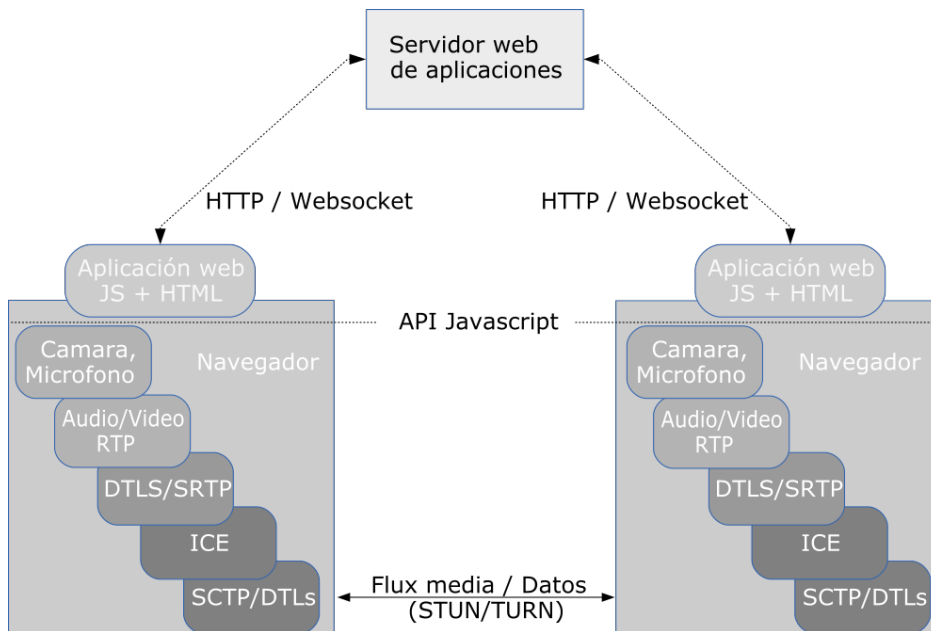 Servidor web
de aplicaciones
HTTP / Websocket
HTTP / Websocket
Aplicación web
JS + HTML
Aplicación web
JS + HTML
API Javascript
Camara,
Microfono
Navegador
Audio/Video
RTP
DTLS/SRTP
ICE
SCTP/DTLs
Camara,
Microfono
Navegador
Audio/Video
RTP
DTLS/SRTP
ICE
SCTP/DTLs
Flux media / Datos
(STUN/TURN)